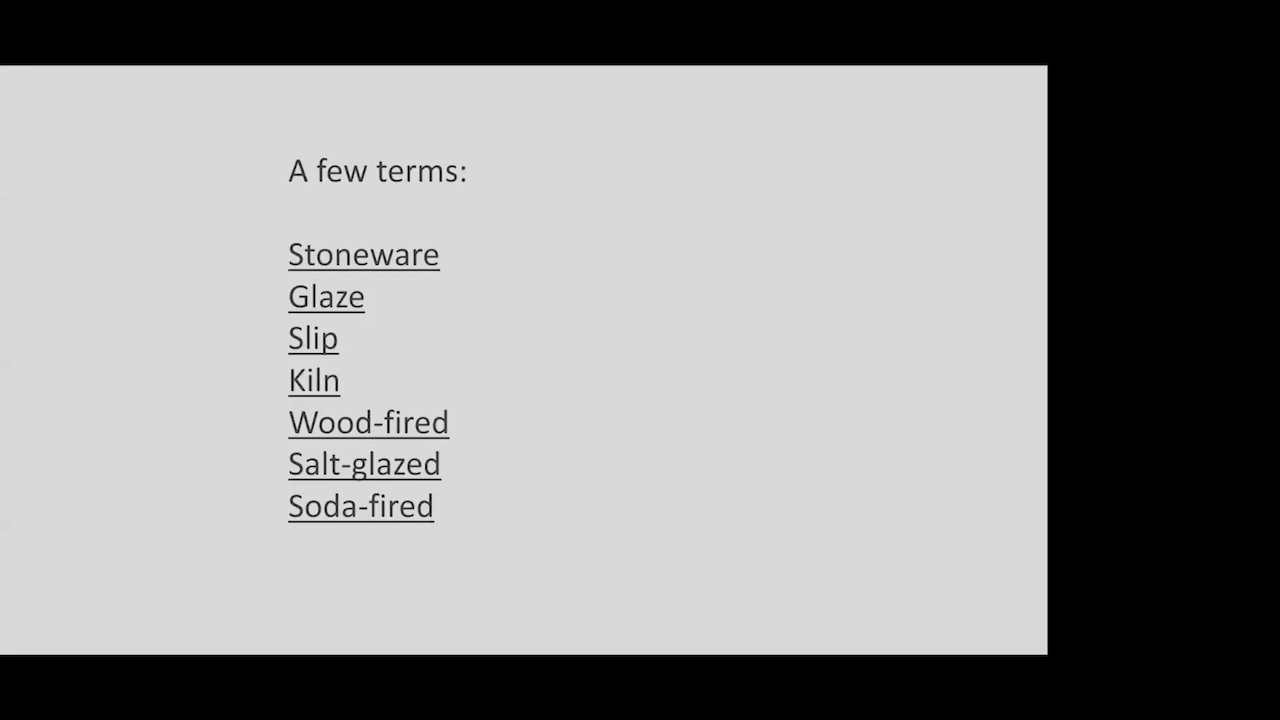 A few terms:
Stoneware
Glaze
Slip
Kiln
Wood-fired
Salt-glazed
Soda-fired